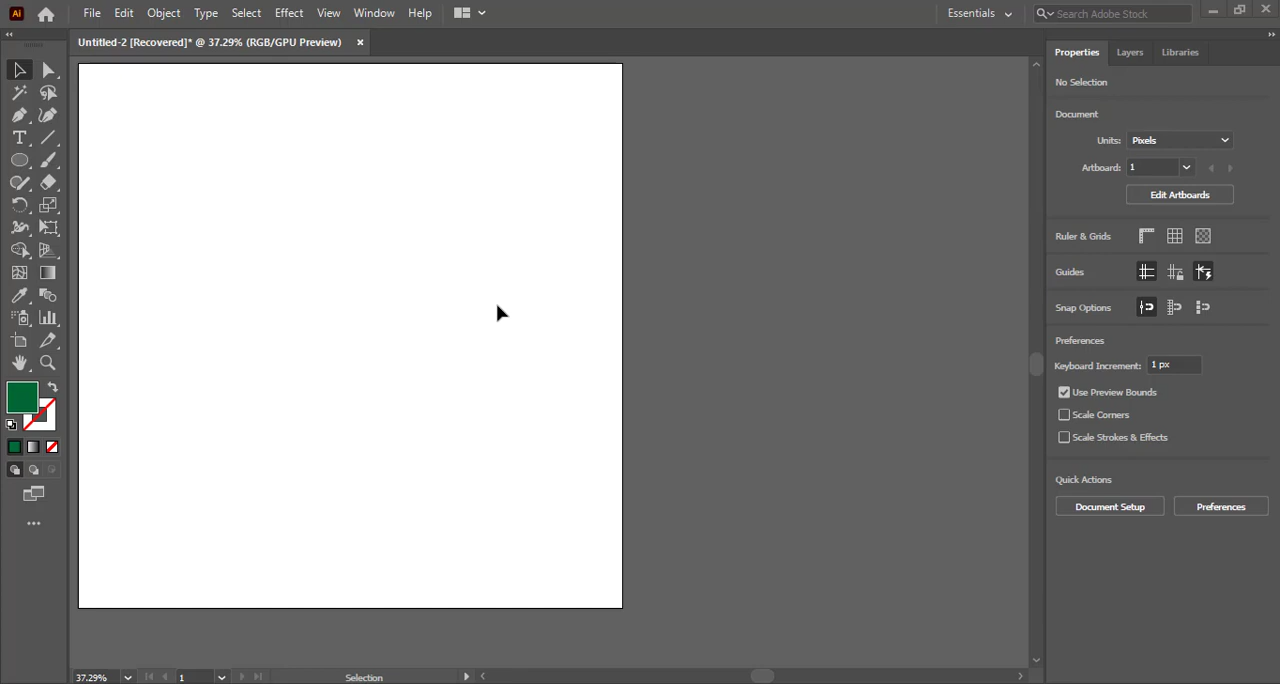 Ai File Edit Object Type Select Effect View Window Help Essentials Search Adobe Stock
Untitled-2 [Recovered]* @ 37.29% (RGB/GPU Preview) ×
Properties Layers Libraries
No Selection
Document
Units: Pixels
Artboard: 1
Edit Artboards
Ruler & Grids
Guides
Snap Options
Preferences
Keyboard Increment: 1 px
Use Preview Bounds
Scale Corners
Scale Strokes & Effects
Quick Actions
Document Setup Preferences
37.29% 1 Selection